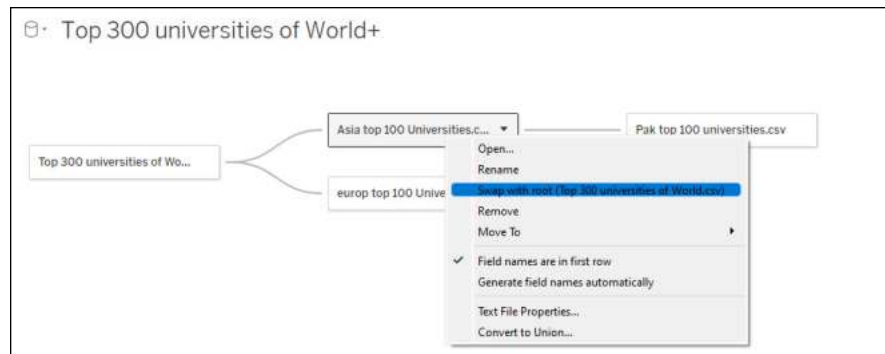 Top 300 universities of World+
Asia top 100 Universities.c...
Pak top 100 universities.csv
Top 300 universities of Wo...
europ top 100 Unive
Open...
Rename
Swap with root (Top 300 universities of World.csv)
Remove
Move To
Field names are in first row
Generate field names automatically
Text File Properties...
Convert to Union...